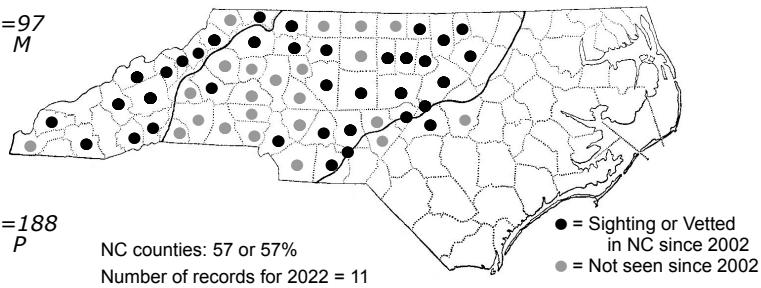 =97
M
=188
P
NC counties: 57 or 57%
Number of records for 2022 = 11
● = Sighting or Vetted
in NC since 2002
● = Not seen since 2002